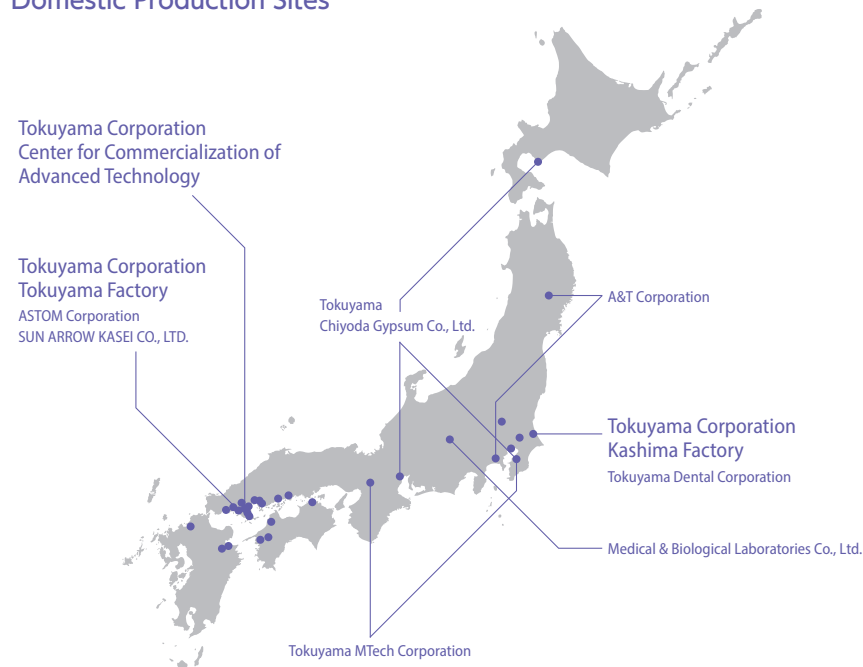 Domestic Production Sites
Tokuyama Corporation
Center for Commercialization of
Advanced Technology
Tokuyama Corporation
Tokuyama Factory
ASTOM Corporation
SUN ARROW KASEI CO., LTD.
Tokuyama
Chiyoda Gypsum Co., Ltd.
A&T Corporation
Tokuyama Corporation
Kashima Factory
Tokuyama Dental Corporation
Medical & Biological Laboratories Co., Ltd.
Tokuyama MTech Corporation